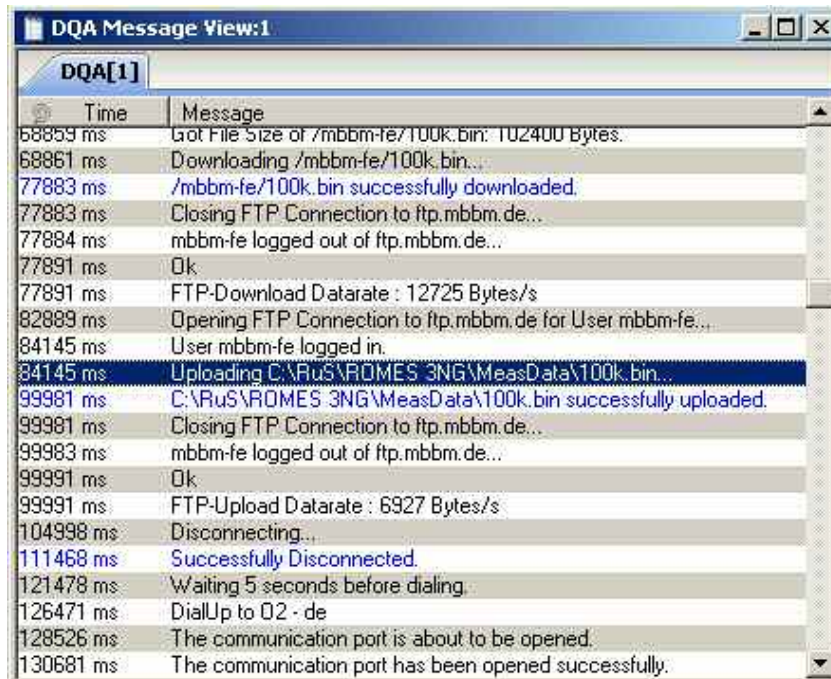 DQA Message View:1
DQA[1]
Time Message
68859 ms Got File Size of /mbbm-fe/100k.bin: 102400 Bytes.
68861 ms Downloading /mbbm-fe/100k.bin...
77883 ms /mbbm-fe/100k.bin successfully downloaded.
77883 ms Closing FTP Connection to ftp.mbbm.de...
77884 ms mbbm-fe logged out of ftp.mbbm.de...
77891 ms Ok
77891 ms FTP-Download Datarate : 12725 Bytes/s
82889 ms Opening FTP Connection to ftp.mbbm.de for User mbbm-fe...
84145 ms User mbbm-fe logged in.
84145 ms Uploading C:\RuS\ROMES 3NG\MeasData\100k.bin...
99981 ms C:\RuS\ROMES 3NG\MeasData\100k.bin successfully uploaded.
99981 ms Closing FTP Connection to ftp.mbbm.de...
99983 ms mbbm-fe logged out of ftp.mbbm.de...
99991 ms Ok
99991 ms FTP-Upload Datarate : 6927 Bytes/s
104998 ms Disconnecting...
111468 ms Successfully Disconnected.
121478 ms Waiting 5 seconds before dialing.
126471 ms DialUp to O2 - de
128526 ms The communication port is about to be opened.
130681 ms The communication port has been opened successfully.